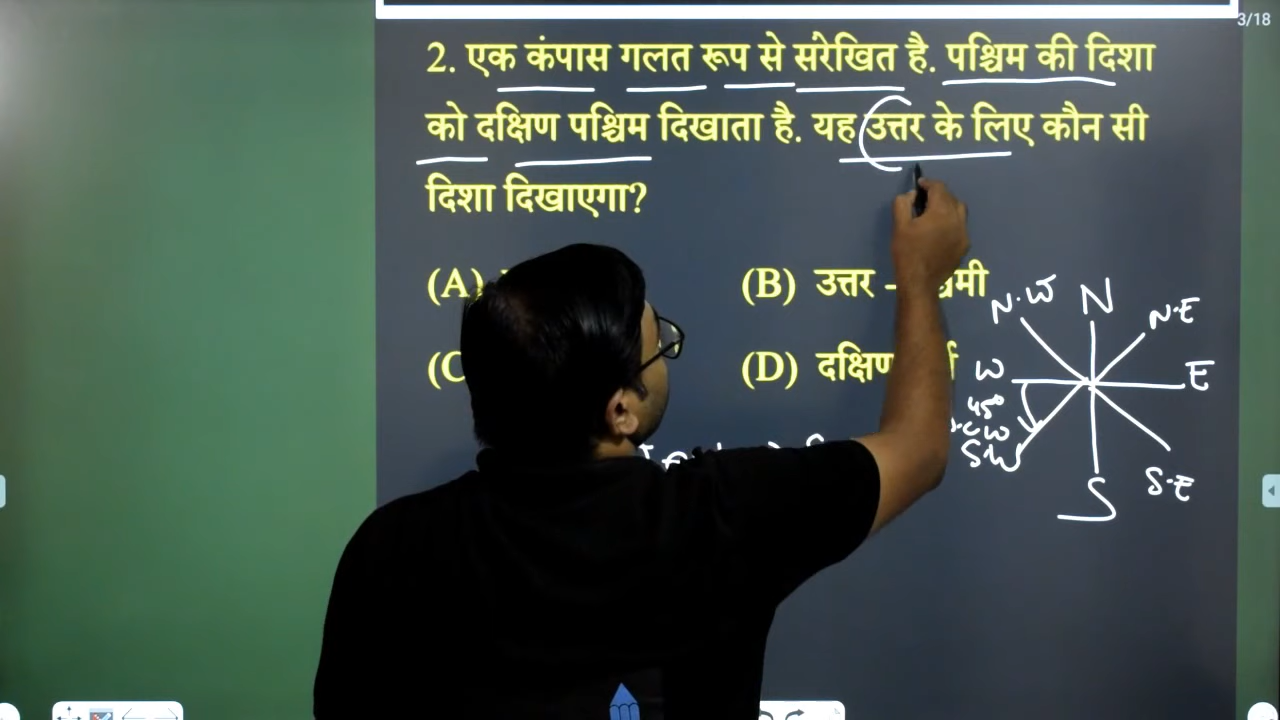 3/18
2. एक कंपास गलत रूप से संरेखित है. पश्चिम की दिशा
को दक्षिण पश्चिम दिखाता है. यह उत्तर के लिए कौन सी
दिशा दिखाएगा?
(A)
(B) उत्तर -
(C
(D) दक्षिण
N.W N N.E
W E
45°
S.W S.E
S